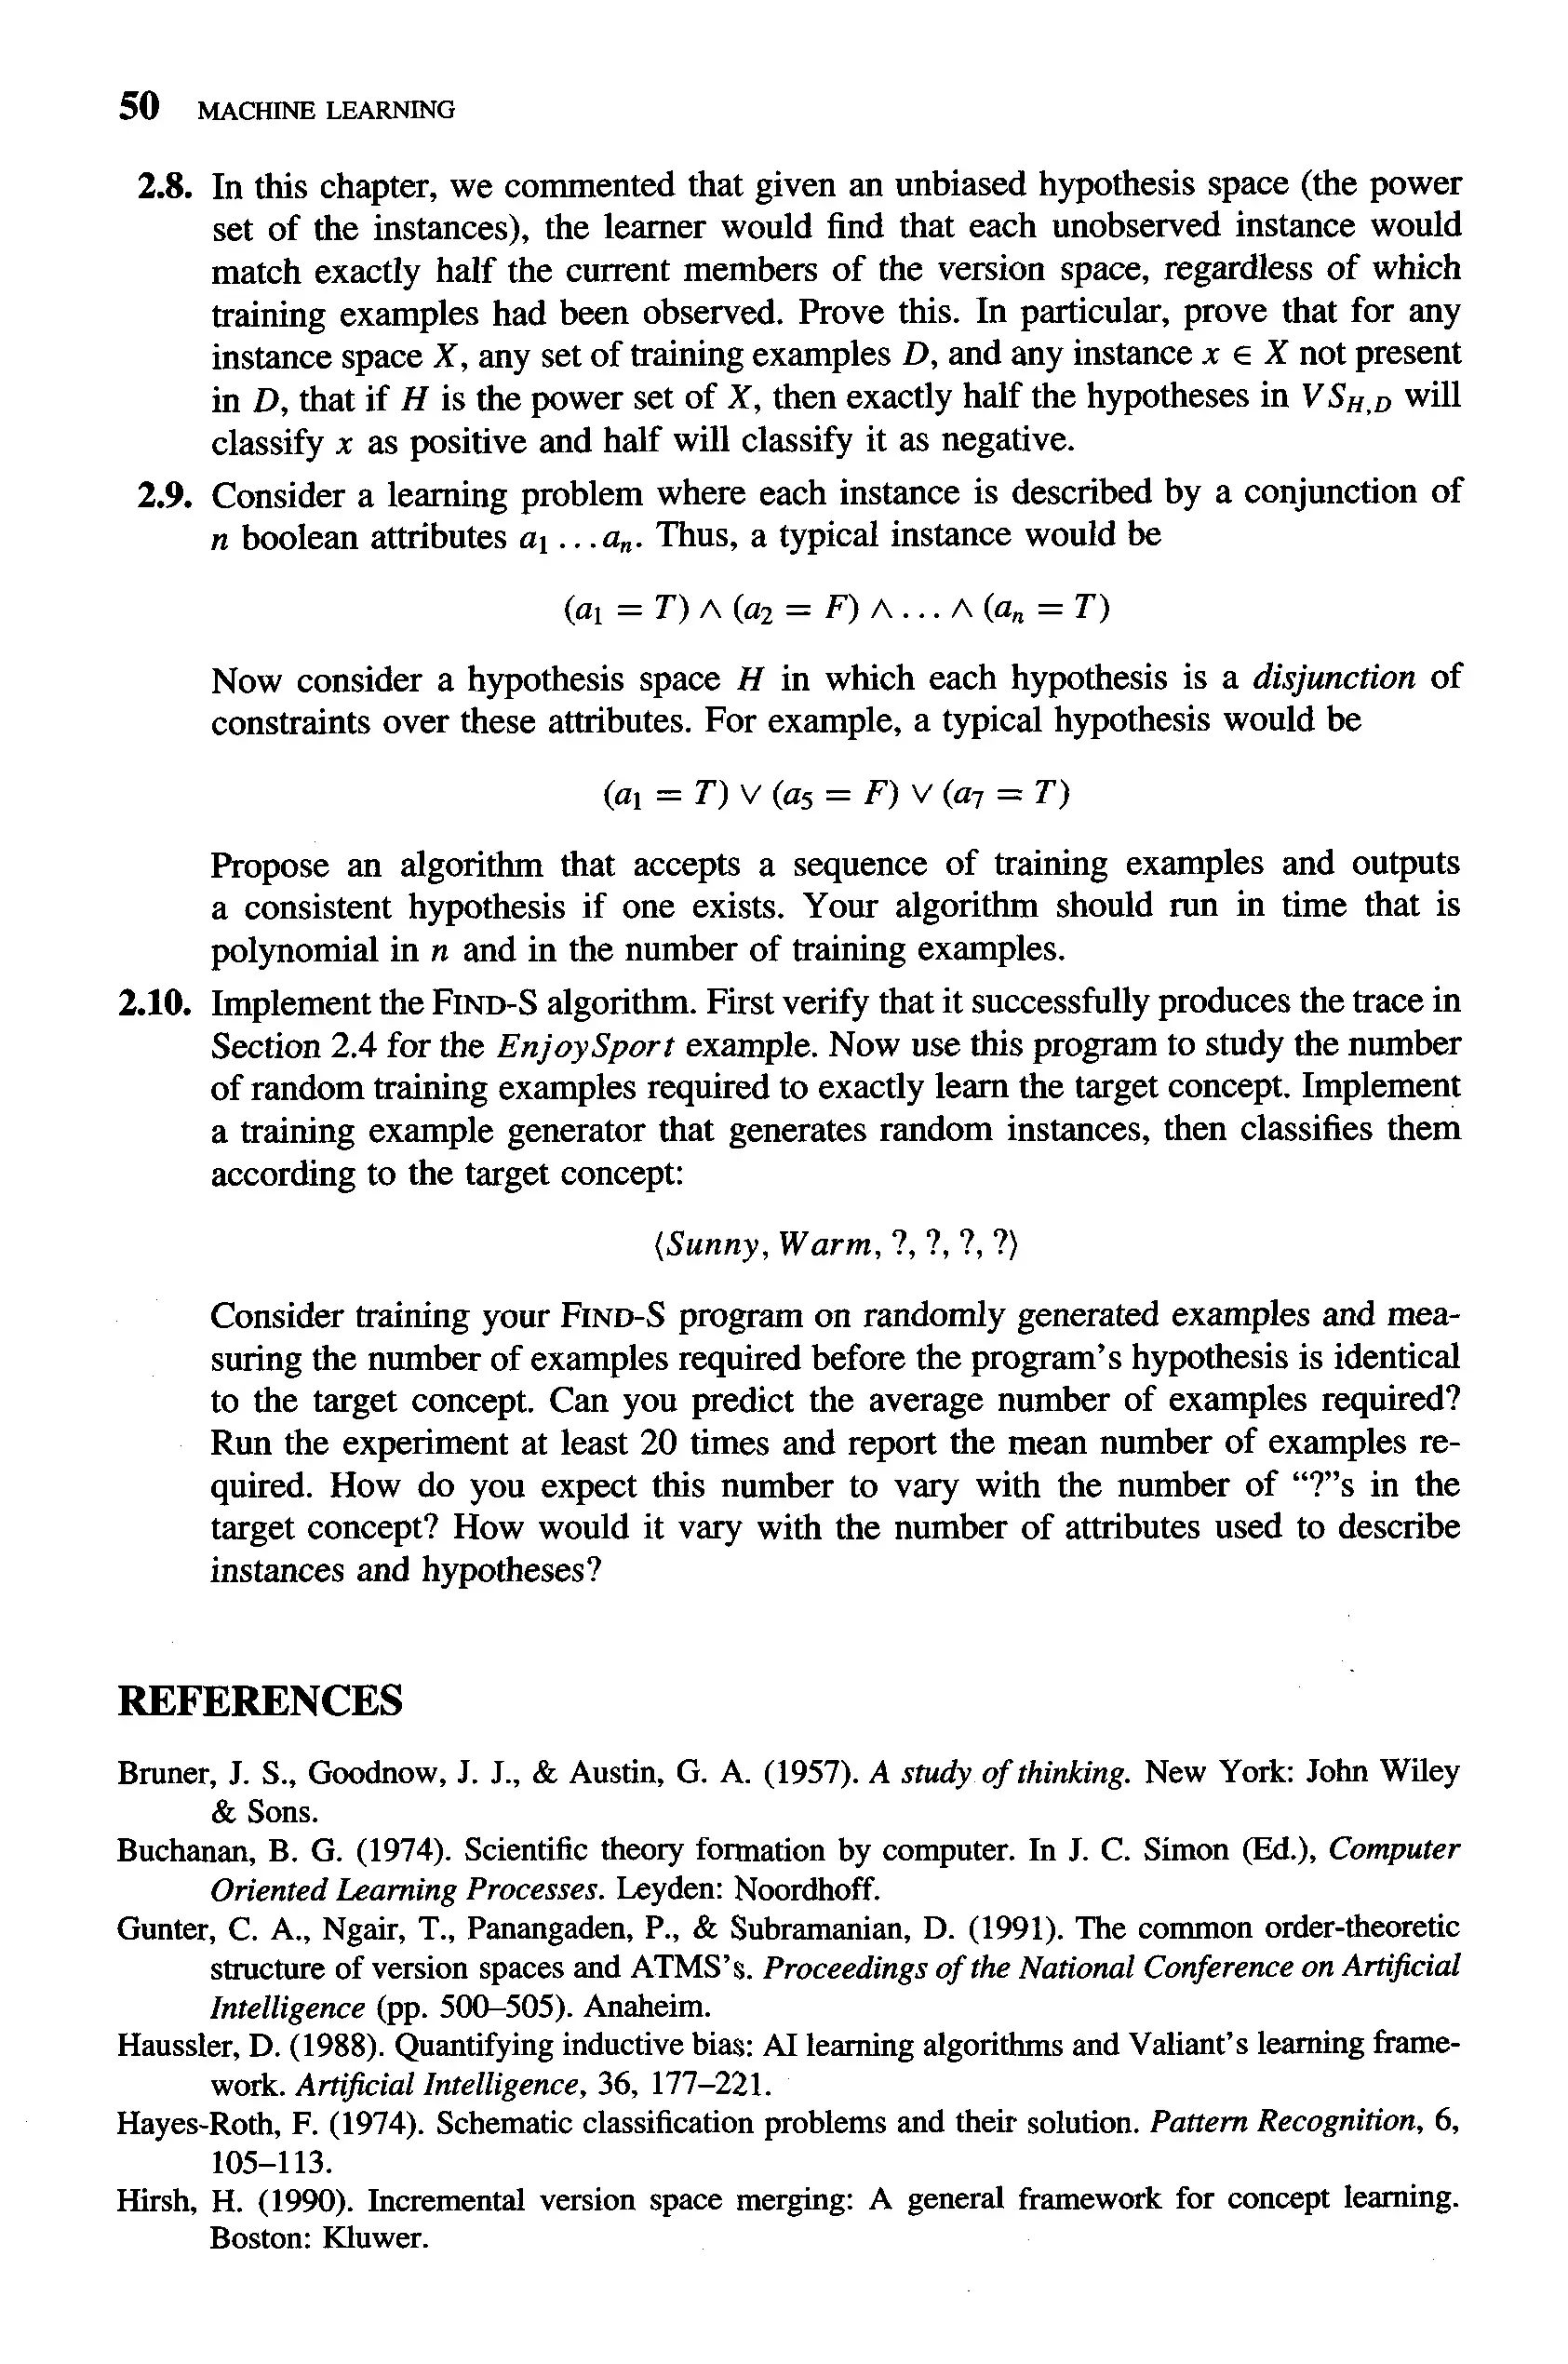 50 MACHINE LEARNING
2.8. In this chapter, we commented that given an unbiased hypothesis space (the power
set of the instances), the learner would find that each unobserved instance would
match exactly half the current members of the version space, regardless of which
training examples had been observed. Prove this. In particular, prove that for any
instance space X, any set of training examples D, and any instance x ∈ X not present
in D, that if H is the power set of X, then exactly half the hypotheses in VS_{H,D} will
classify x as positive and half will classify it as negative.
2.9. Consider a learning problem where each instance is described by a conjunction of
n boolean attributes a₁ ...aₙ. Thus, a typical instance would be
(a₁ = T) ∧ (a₂ = F) ∧ ... ∧ (aₙ = T)
Now consider a hypothesis space H in which each hypothesis is a disjunction of
constraints over these attributes. For example, a typical hypothesis would be
(a₁ = T) ∨ (a₅ = F) ∨ (a₇ = T)
Propose an algorithm that accepts a sequence of training examples and outputs
a consistent hypothesis if one exists. Your algorithm should run in time that is
polynomial in n and in the number of training examples.
2.10. Implement the FIND-S algorithm. First verify that it successfully produces the trace in
Section 2.4 for the EnjoySport example. Now use this program to study the number
of random training examples required to exactly learn the target concept. Implement
a training example generator that generates random instances, then classifies them
according to the target concept:
⟨Sunny, Warm, ?, ?, ?, ?⟩
Consider training your FIND-S program on randomly generated examples and mea-
suring the number of examples required before the program's hypothesis is identical
to the target concept. Can you predict the average number of examples required?
Run the experiment at least 20 times and report the mean number of examples re-
quired. How do you expect this number to vary with the number of "?"s in the
target concept? How would it vary with the number of attributes used to describe
instances and hypotheses?
REFERENCES
Bruner, J. S., Goodnow, J. J., & Austin, G. A. (1957). A study of thinking. New York: John Wiley
& Sons.
Buchanan, B. G. (1974). Scientific theory formation by computer. In J. C. Simon (Ed.), Computer
Oriented Learning Processes. Leyden: Noordhoff.
Gunter, C. A., Ngair, T., Panangaden, P., & Subramanian, D. (1991). The common order-theoretic
structure of version spaces and ATMS's. Proceedings of the National Conference on Artificial
Intelligence (pp. 500–505). Anaheim.
Haussler, D. (1988). Quantifying inductive bias: AI learning algorithms and Valiant's learning frame-
work. Artificial Intelligence, 36, 177–221.
Hayes-Roth, F. (1974). Schematic classification problems and their solution. Pattern Recognition, 6,
105–113.
Hirsh, H. (1990). Incremental version space merging: A general framework for concept learning.
Boston: Kluwer.